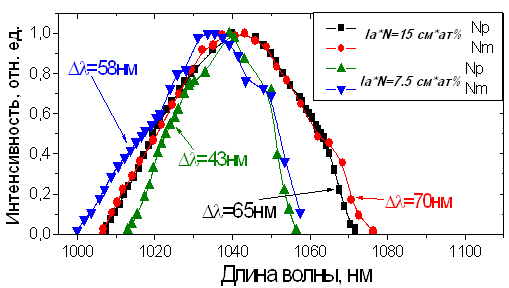 Интенсивность, отн. ед.
1,0
0,8
0,6
0,4
0,2
0,0
1000
1020
1040
1060
1080
1100
Длина волны, нм
Δλ=58нм
Δλ=43нм
Δλ=65нм
Δλ=70нм
la*N=15 см*ат%
Np
Nm
la*N=7.5 см*ат%
Np
Nm